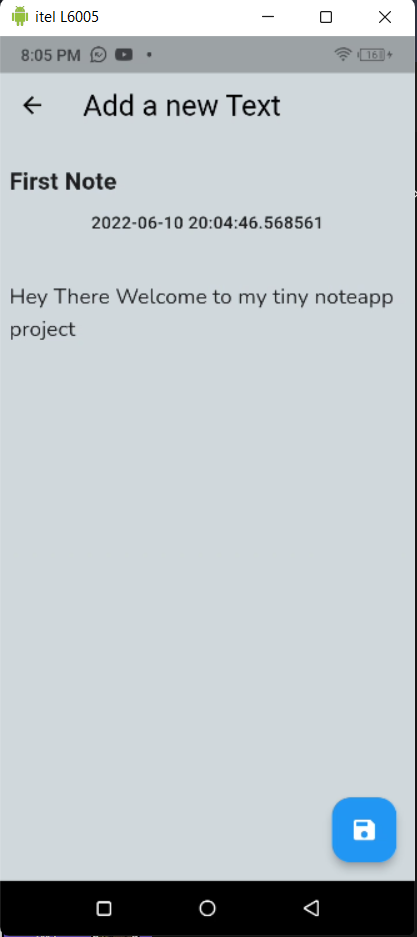 itel L6005
8:05 PM
163
Add a new Text
First Note
2022-06-10 20:04:46.568561
Hey There Welcome to my tiny noteapp
project